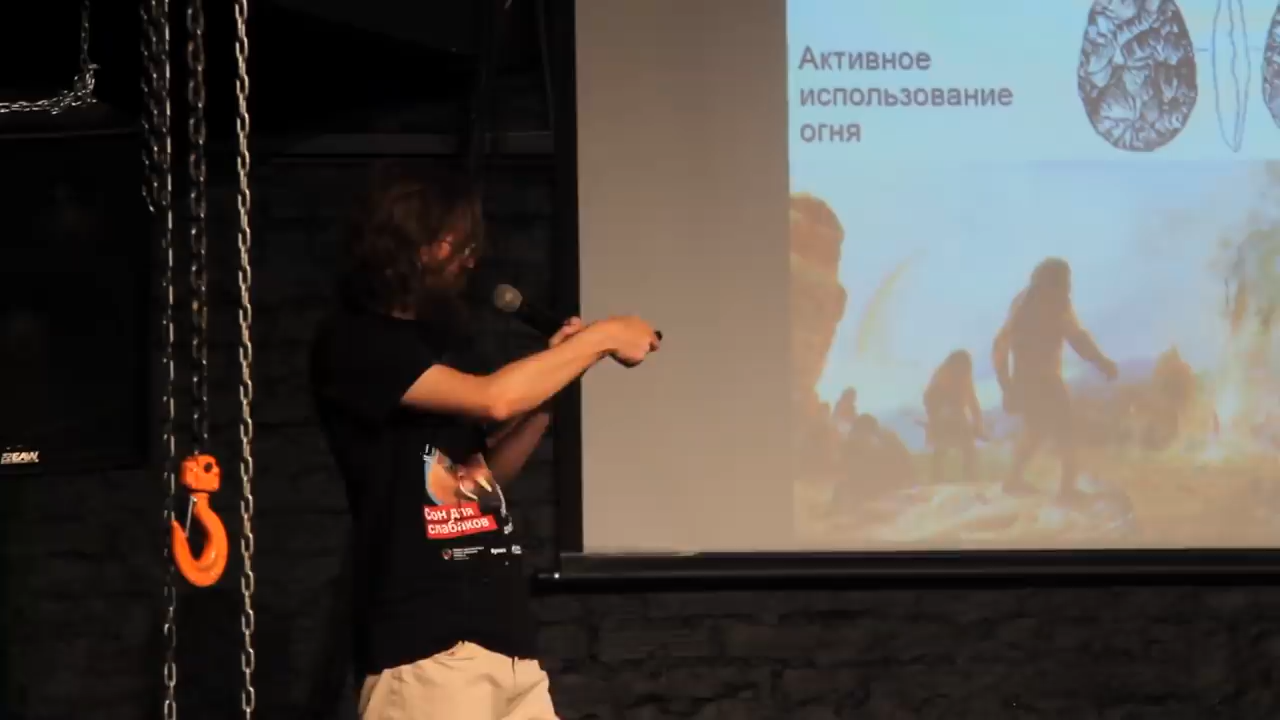 Активное
использование
огня
EAW
Сон для
слабаков